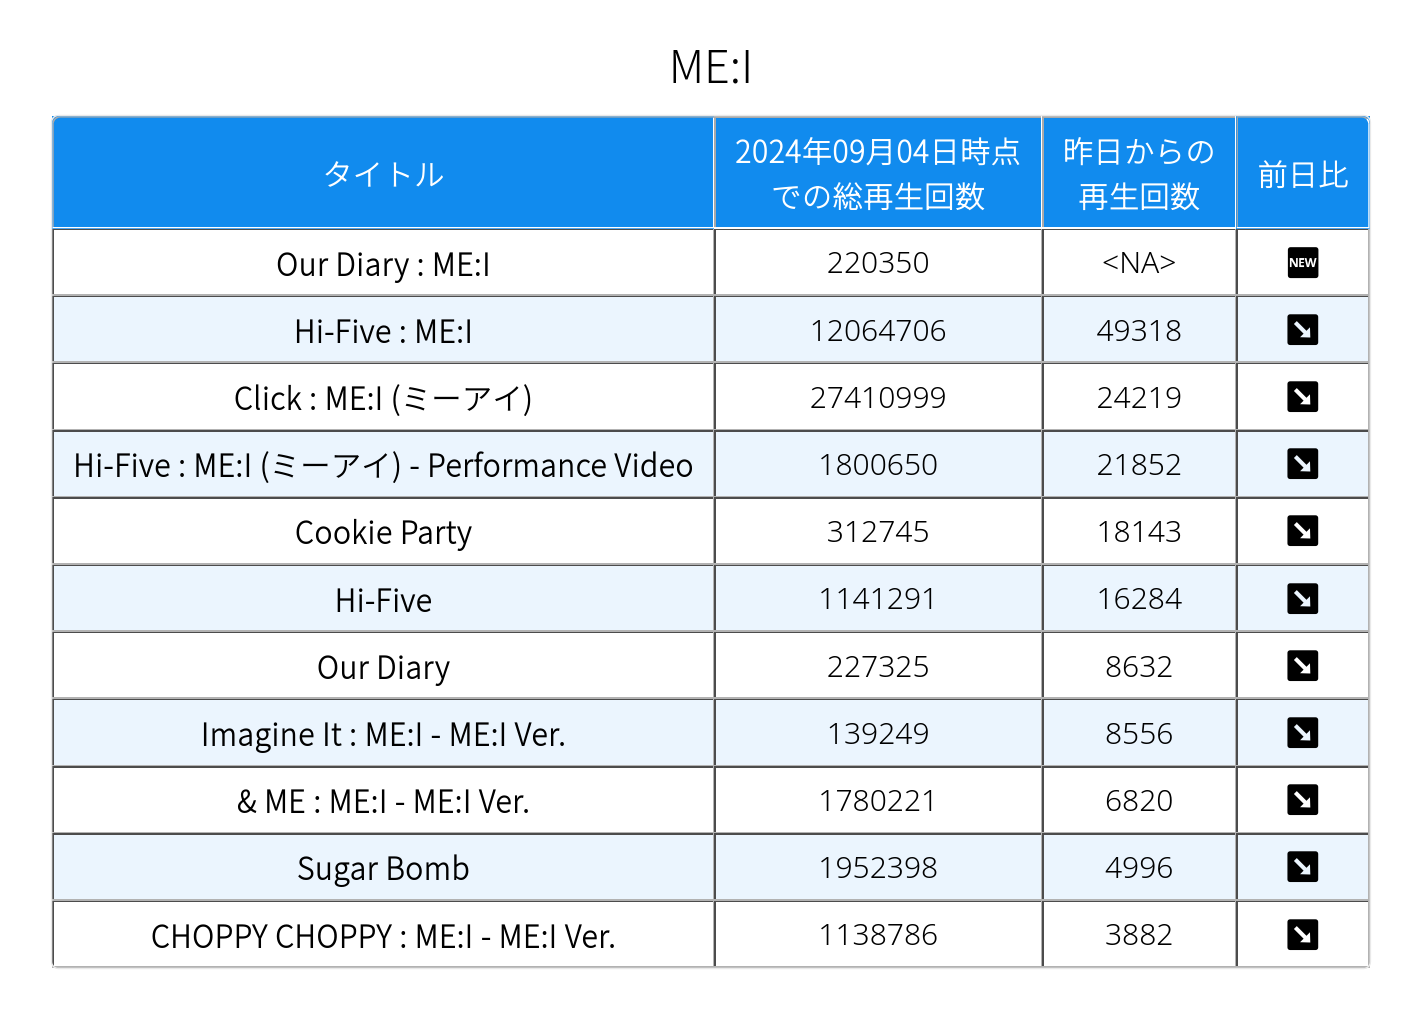 ME:I
タイトル
2024年09月04日時点
での総再生回数
昨日からの
再生回数
前日比
Our Diary : ME:I 220350 <NA> NEW
Hi-Five : ME:I 12064706 49318
Click : ME:I (ミーアイ) 27410999 24219
Hi-Five : ME:I (ミーアイ) - Performance Video 1800650 21852
Cookie Party 312745 18143
Hi-Five 1141291 16284
Our Diary 227325 8632
Imagine It : ME:I - ME:I Ver. 139249 8556
& ME : ME:I - ME:I Ver. 1780221 6820
Sugar Bomb 1952398 4996
CHOPPY CHOPPY : ME:I - ME:I Ver. 1138786 3882